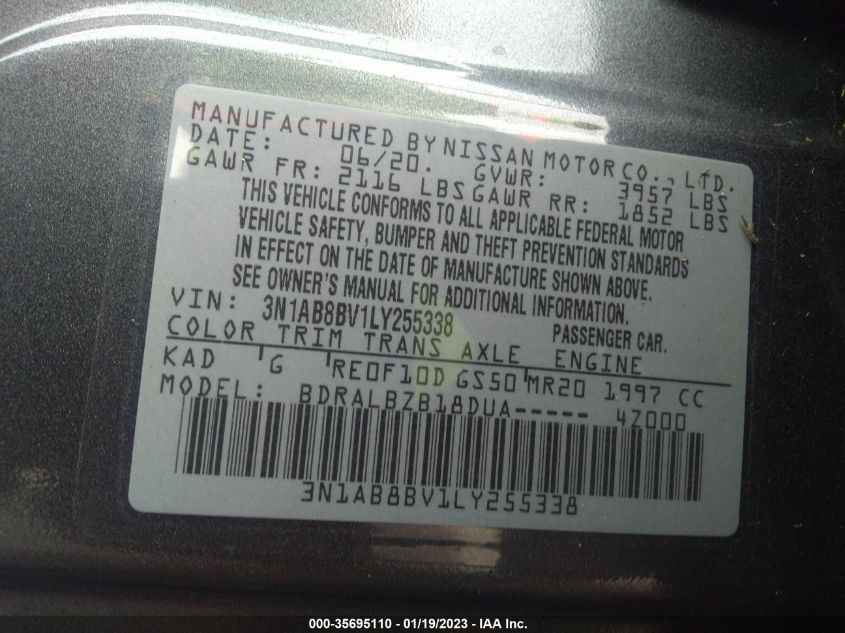 MANUFACTURED BY NISSAN MOTOR CO., LTD.
DATE: 06/20. GVWR: 3957 LBS
GAWR FR: 2116 LBS GAWR RR: 1852 LBS
THIS VEHICLE CONFORMS TO ALL APPLICABLE FEDERAL MOTOR
VEHICLE SAFETY, BUMPER AND THEFT PREVENTION STANDARDS
IN EFFECT ON THE DATE OF MANUFACTURE SHOWN ABOVE.
SEE OWNER'S MANUAL FOR ADDITIONAL INFORMATION.
VIN: 3N1AB8BV1LY255338 PASSENGER CAR.
COLOR TRIM TRANS AXLE ENGINE
KAD G RE0F10D GS50 MR20 1997 CC
MODEL: BDRALBZB18DUA----- 4Z000
3N1AB8BV1LY255338
000-35695110 - 01/19/2023 - IAA Inc.